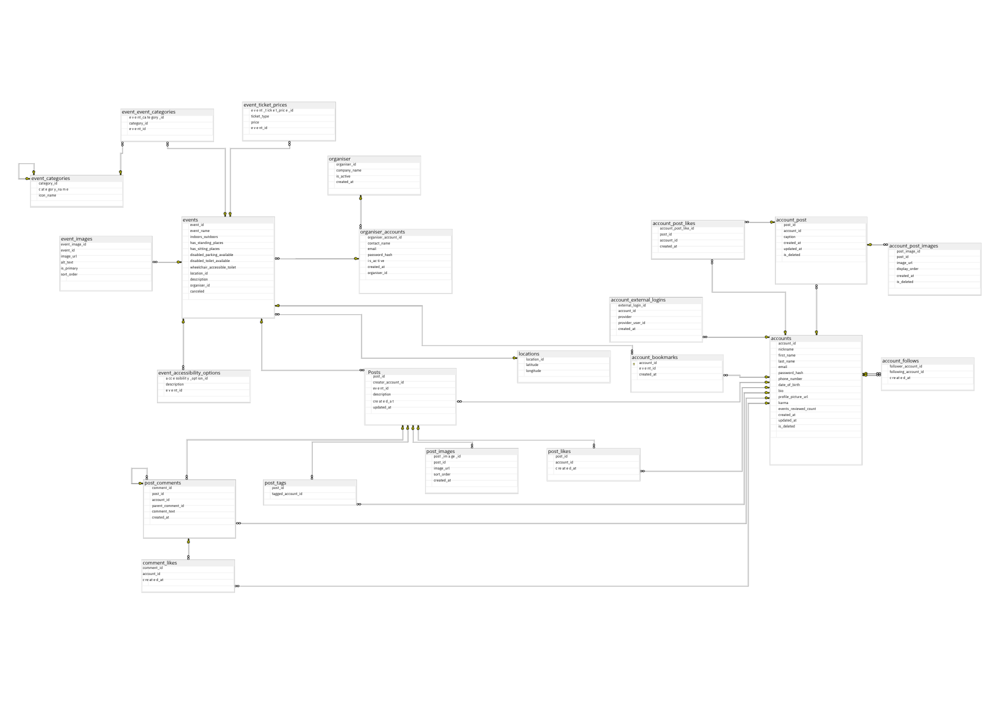 event_event_categories
event_category_id
category_id
event_id
event_ticket_prices
event_ticket_price_id
ticket_type
price
event_id
organiser
organiser_id
company_name
is_active
created_at
event_categories
category_id
category_name
icon_name
events
event_id
event_name
indoors_outdoors
has_standing_places
has_sitting_places
disabled_parking_available
disabled_toilet_available
wheelchair_accessible_toilet
location_id
description
organiser_id
canceled
event_images
event_image_id
event_id
image_url
alt_text
is_primary
sort_order
organiser_accounts
organiser_account_id
contact_name
email
password_hash
is_active
created_at
organiser_id
account_post_likes
account_post_like_id
post_id
account_id
created_at
account_post
post_id
account_id
caption
created_at
updated_at
is_deleted
account_post_images
post_image_id
post_id
image_url
display_order
created_at
is_deleted
account_external_logins
external_login_id
account_id
provider
provider_user_id
created_at
accounts
account_id
nickname
first_name
last_name
email
password_hash
phone_number
date_of_birth
bio
profile_picture_url
karma
events_reviewed_count
created_at
updated_at
is_deleted
account_follows
follower_account_id
following_account_id
created_at
locations
location_id
latitude
longitude
account_bookmarks
account_id
event_id
created_at
event_accessibility_options
accessibility_option_id
description
event_id
Posts
post_id
creator_account_id
event_id
description
created_at
updated_at
post_images
post_image_id
post_id
image_url
sort_order
created_at
post_likes
post_id
account_id
created_at
post_comments
comment_id
post_id
account_id
parent_comment_id
comment_text
created_at
post_tags
post_id
tagged_account_id
comment_likes
comment_id
account_id
created_at